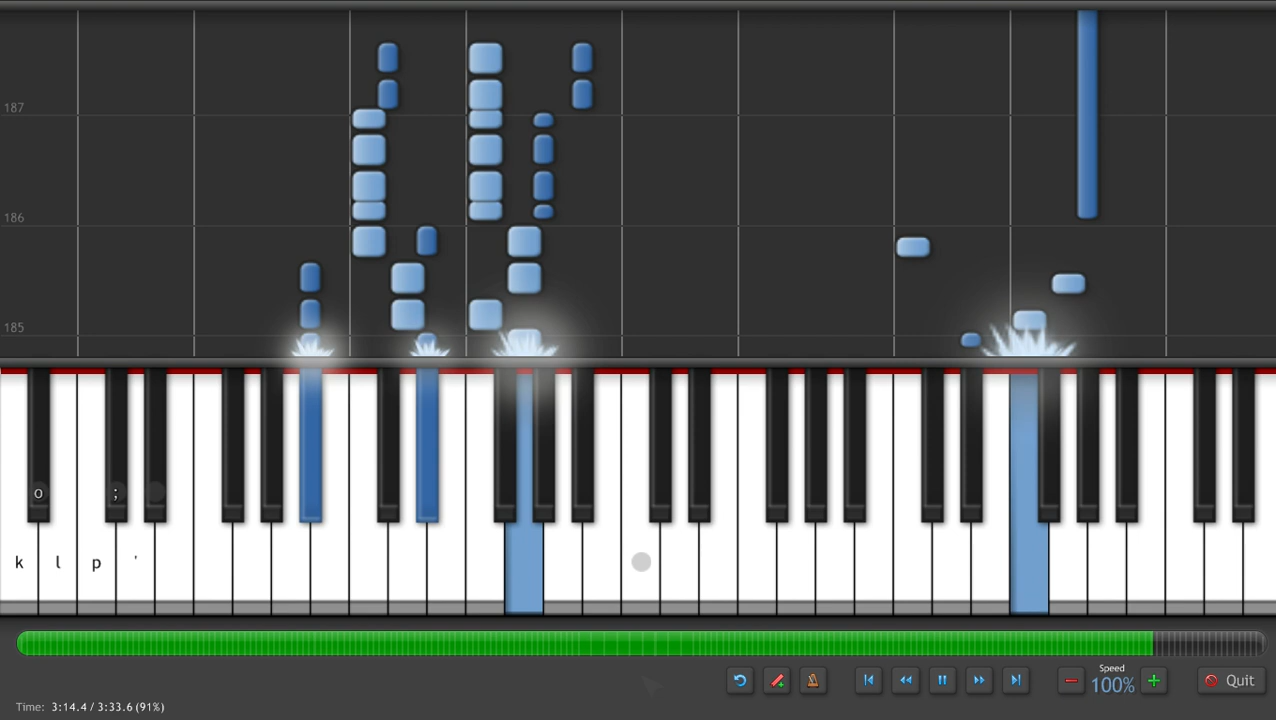 187
186
185
o ;
k l p '
Speed
100%
Quit
Time: 3:14.4 / 3:33.6 (91%)